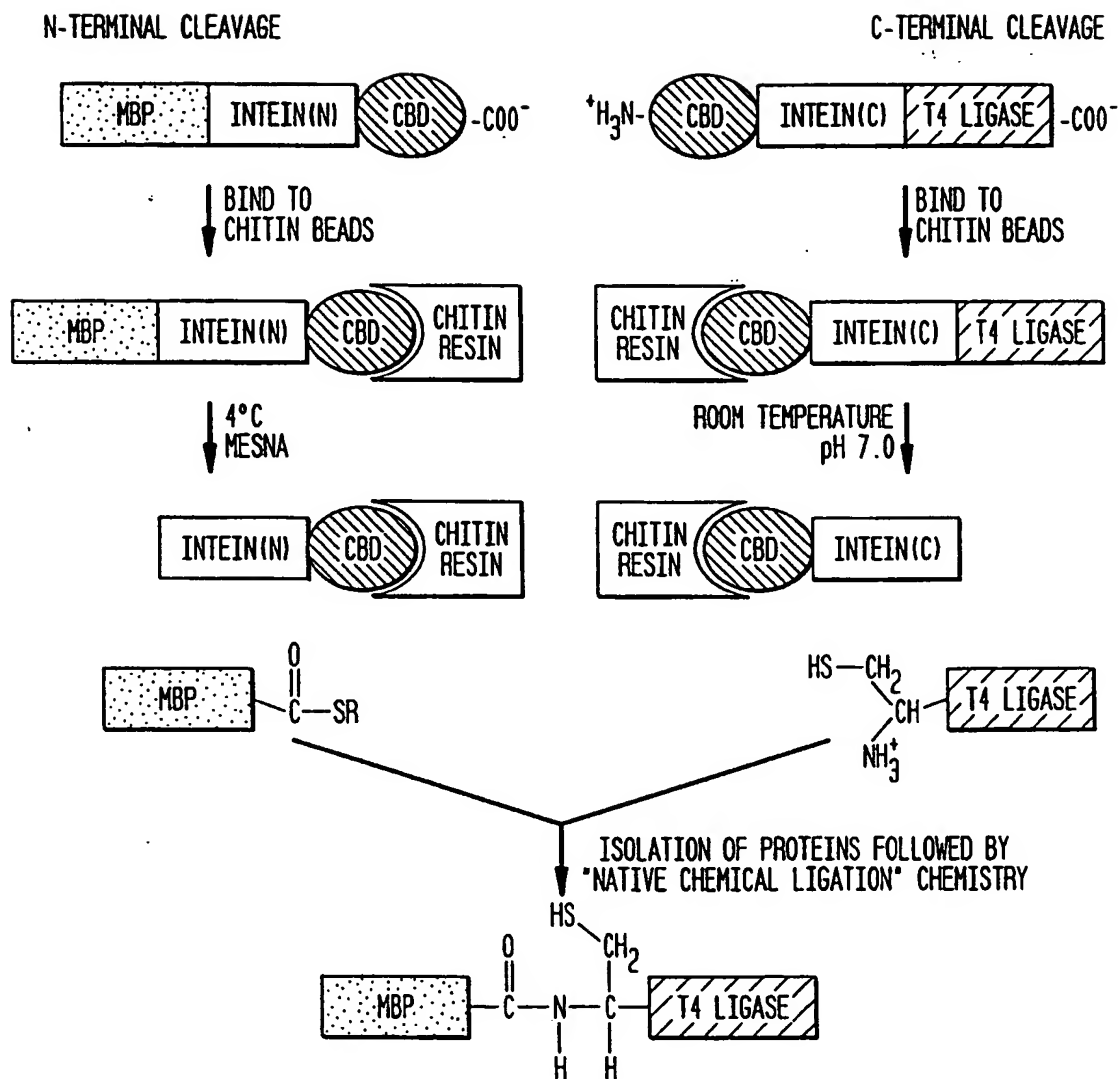 N-TERMINAL CLEAVAGE
C-TERMINAL CLEAVAGE
MBP INTEIN(N) CBD -COO⁻
⁺H₃N- CBD INTEIN(C) T4 LIGASE -COO⁻
BIND TO
CHITIN BEADS
BIND TO
CHITIN BEADS
MBP INTEIN(N) CBD CHITIN
RESIN
CHITIN
RESIN CBD INTEIN(C) T4 LIGASE
4°C
MESNA
ROOM TEMPERATURE
pH 7.0
INTEIN(N) CBD CHITIN
RESIN
CHITIN
RESIN CBD INTEIN(C)
O
MBP C—SR
HS—CH₂
CH T4 LIGASE
NH₃⁺
ISOLATION OF PROTEINS FOLLOWED BY
"NATIVE CHEMICAL LIGATION" CHEMISTRY
HS
O CH₂
MBP —C—N—C— T4 LIGASE
H H